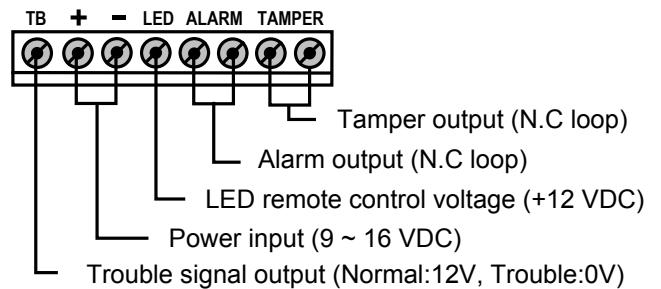 TB + − LED ALARM TAMPER
Tamper output (N.C loop)
Alarm output (N.C loop)
LED remote control voltage (+12 VDC)
Power input (9 ~ 16 VDC)
Trouble signal output (Normal:12V, Trouble:0V)